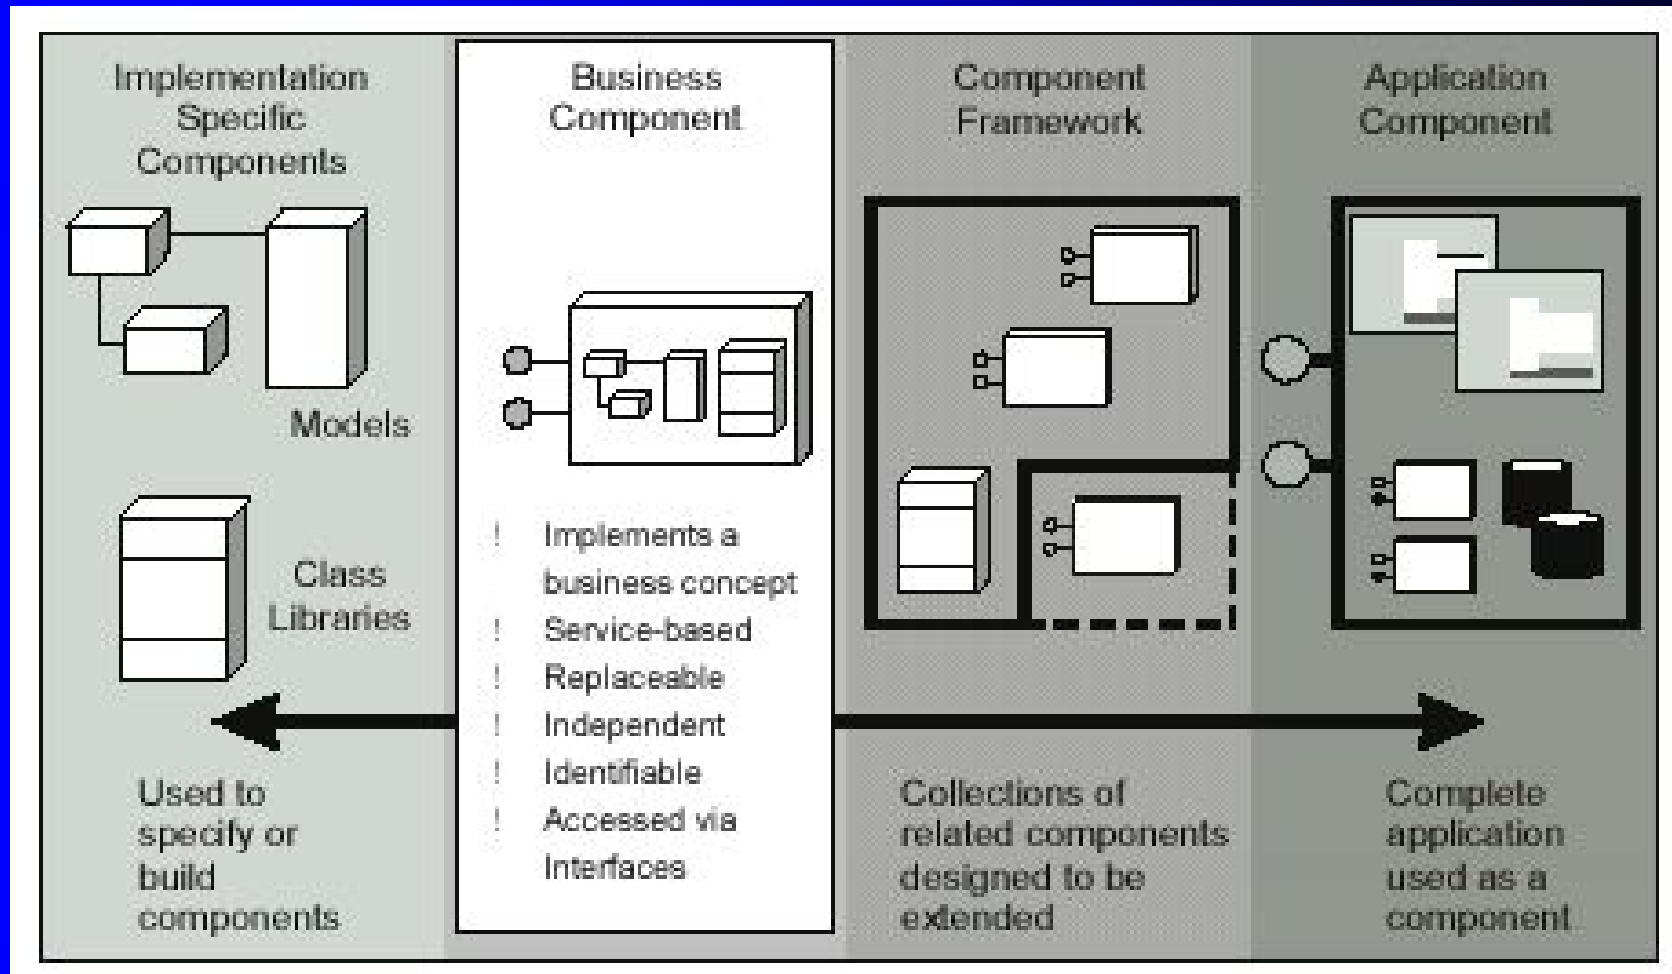 Implementation
Specific
Components
Models
Class
Libraries
Used to
specify or
build
components
Business
Component
! Implements a
business concept
! Service-based
! Replaceable
! Independent
! Identifiable
! Accessed via
Interfaces
Component
Framework
Collections of
related components
designed to be
extended
Application
Component
Complete
application
used as a
component